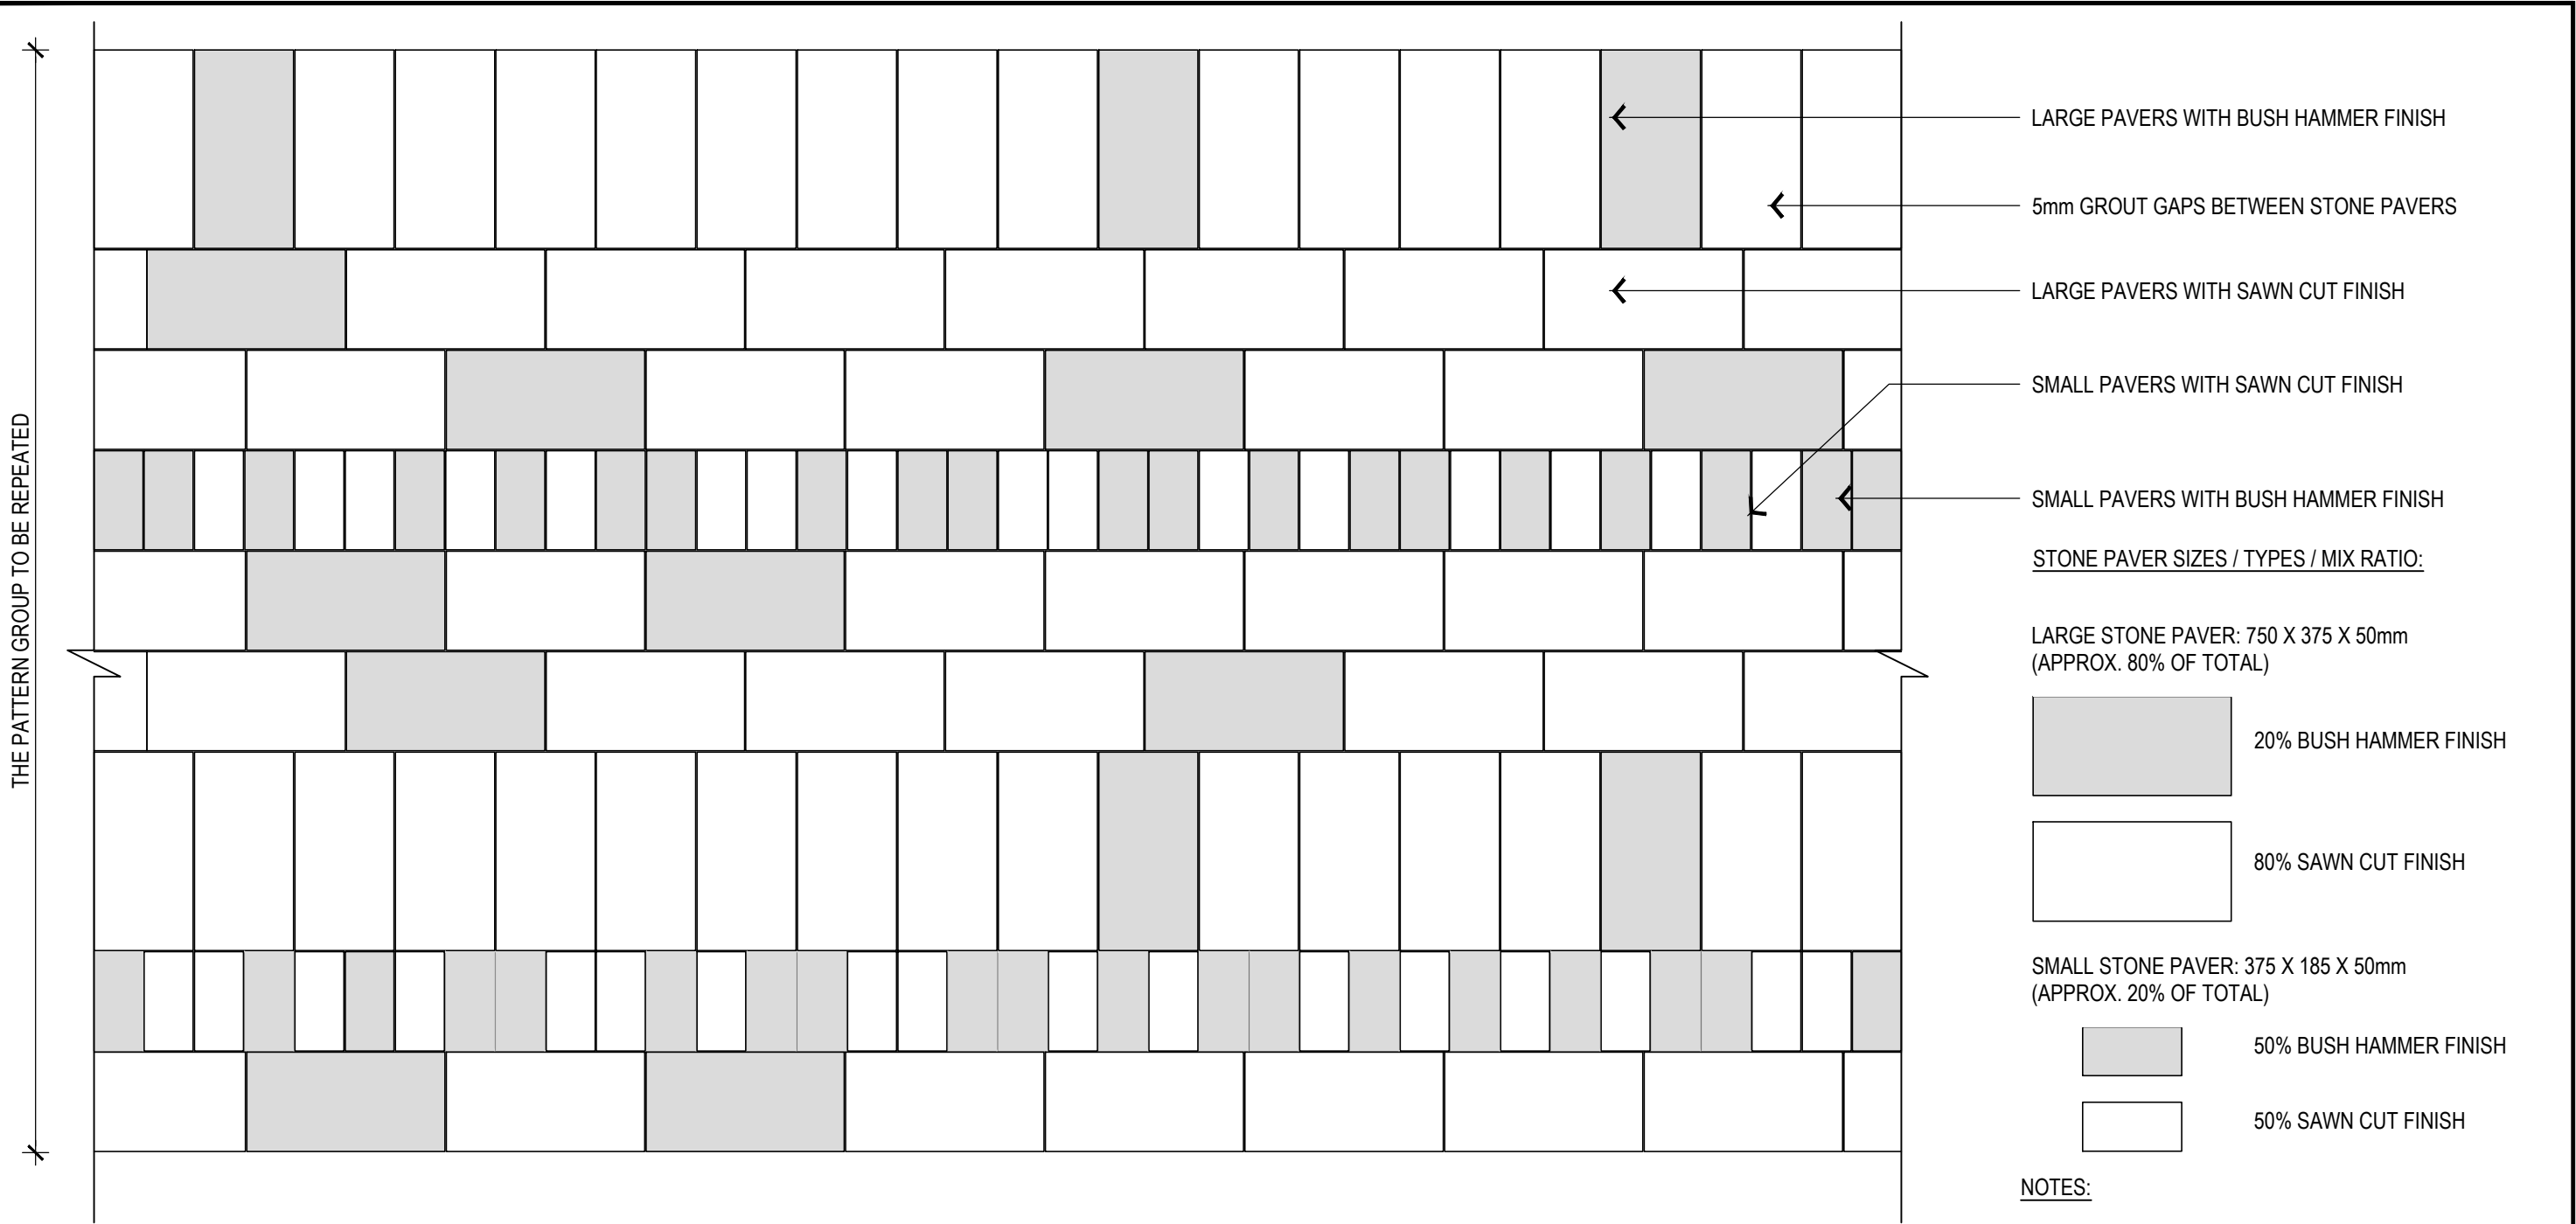 THE PATTERN GROUP TO BE REPEATED
LARGE PAVERS WITH BUSH HAMMER FINISH
5mm GROUT GAPS BETWEEN STONE PAVERS
LARGE PAVERS WITH SAWN CUT FINISH
SMALL PAVERS WITH SAWN CUT FINISH
SMALL PAVERS WITH BUSH HAMMER FINISH
STONE PAVER SIZES / TYPES / MIX RATIO:
LARGE STONE PAVER: 750 X 375 X 50mm
(APPROX. 80% OF TOTAL)
20% BUSH HAMMER FINISH
80% SAWN CUT FINISH
SMALL STONE PAVER: 375 X 185 X 50mm
(APPROX. 20% OF TOTAL)
50% BUSH HAMMER FINISH
50% SAWN CUT FINISH
NOTES: